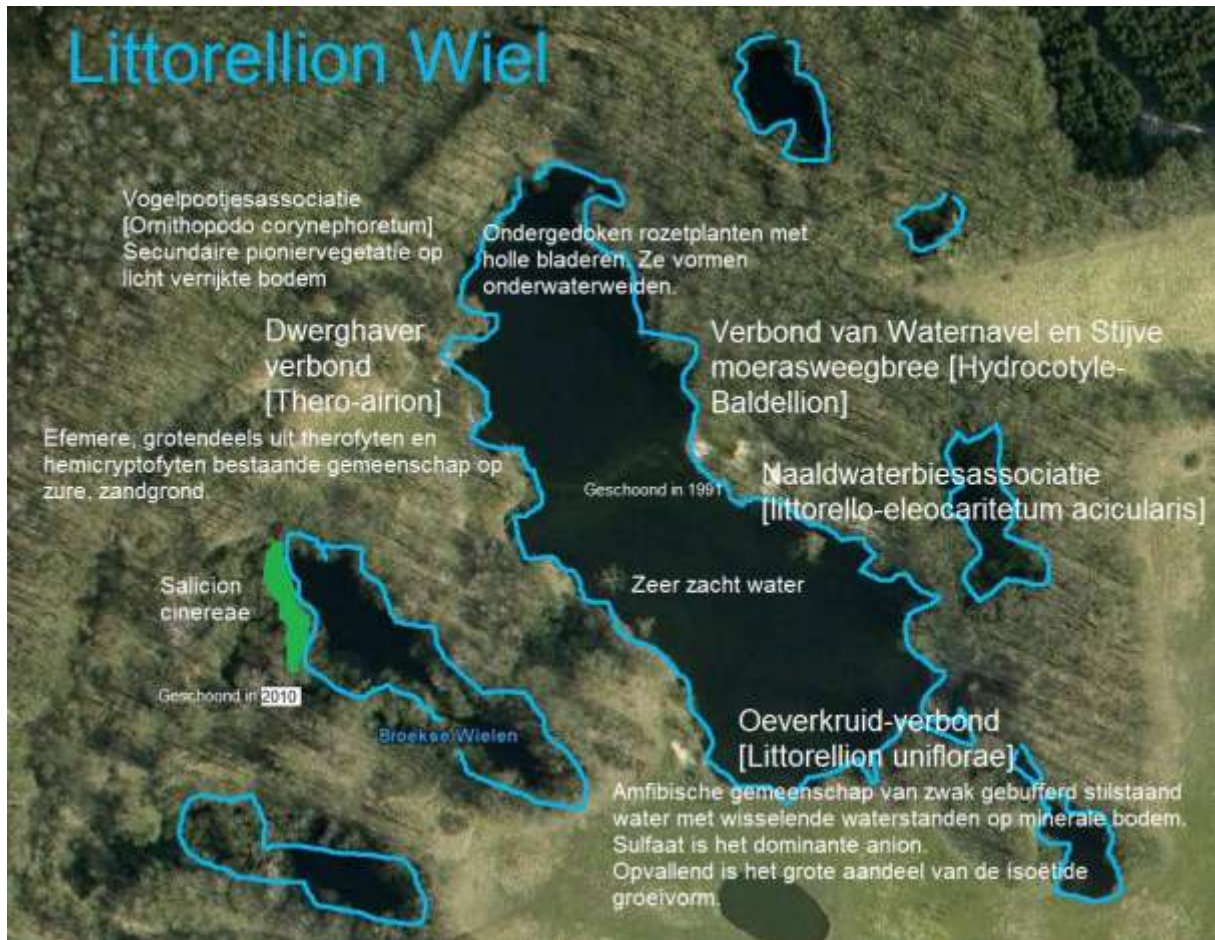 Littorellion Wiel
Vogelpootjesassociatie
[Ornithopodo corynephoretum]
Secundaire pioniervegetatie op
licht verrijkte bodem
Ondergedoken rozetplanten met
holle bladeren. Ze vormen
onderwaterweiden.
Dwerghaver
verbond
[Thero-airion]
Verbond van Waternavel en Stijve
moerasweegbree [Hydrocotyle-
Baldellion]
Efemere, grotendeels uit therofyten en
hemicryptofyten bestaande gemeenschap op
zure, zandgrond.
Naaldwaterbiesassociatie
[littorello-eleocaritetum acicularis]
Geschoond in 1991
Salicion
cinereae
Zeer zacht water
Geschoond in 2010
Broekse Wielen
Oeverkruid-verbond
[Littorellion uniflorae]
Amfibische gemeenschap van zwak gebufferd stilstaand
water met wisselende waterstanden op minerale bodem.
Sulfaat is het dominante anion.
Opvallend is het grote aandeel van de isoëtide
groeivorm.